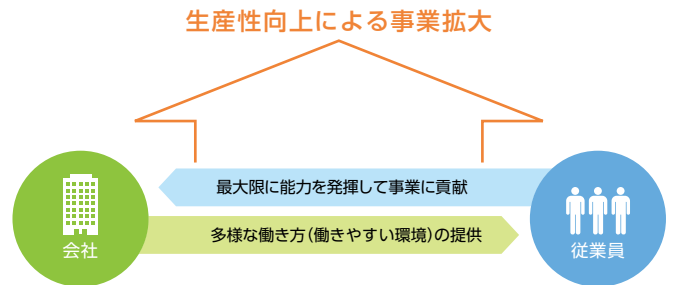 生産性向上による事業拡大
最大限に能力を発揮して事業に貢献
多様な働き方（働きやすい環境）の提供
会社
従業員